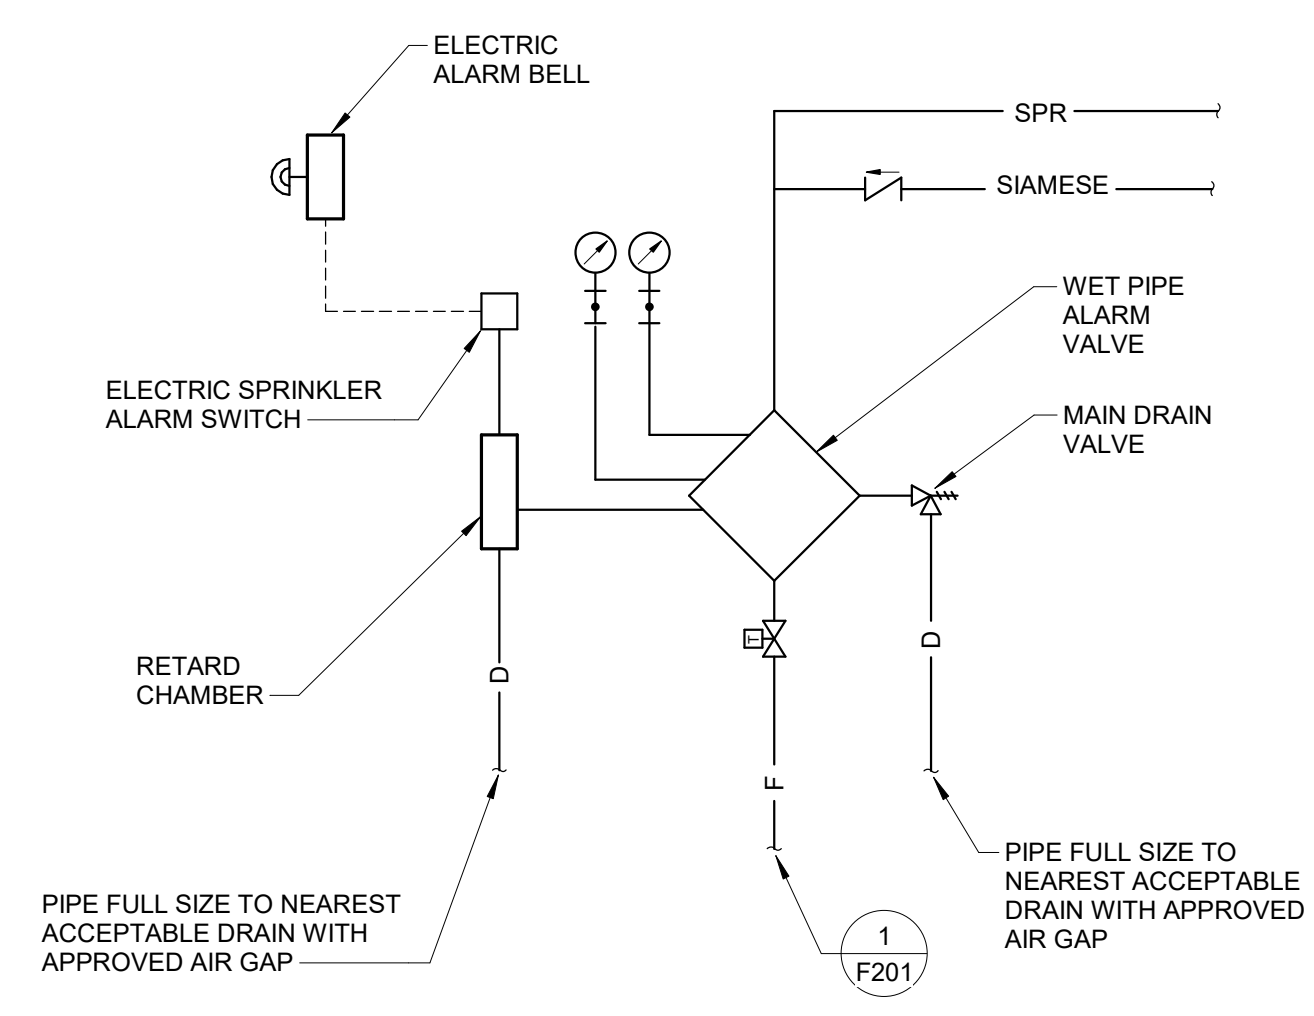 ELECTRIC
ALARM BELL
SPR
SIAMESE
WET PIPE
ALARM
VALVE
ELECTRIC SPRINKLER
ALARM SWITCH
MAIN DRAIN
VALVE
T
D
RETARD
CHAMBER
D
F
PIPE FULL SIZE TO
NEAREST ACCEPTABLE
DRAIN WITH APPROVED
AIR GAP
PIPE FULL SIZE TO NEAREST
ACCEPTABLE DRAIN WITH
APPROVED AIR GAP
1
F201